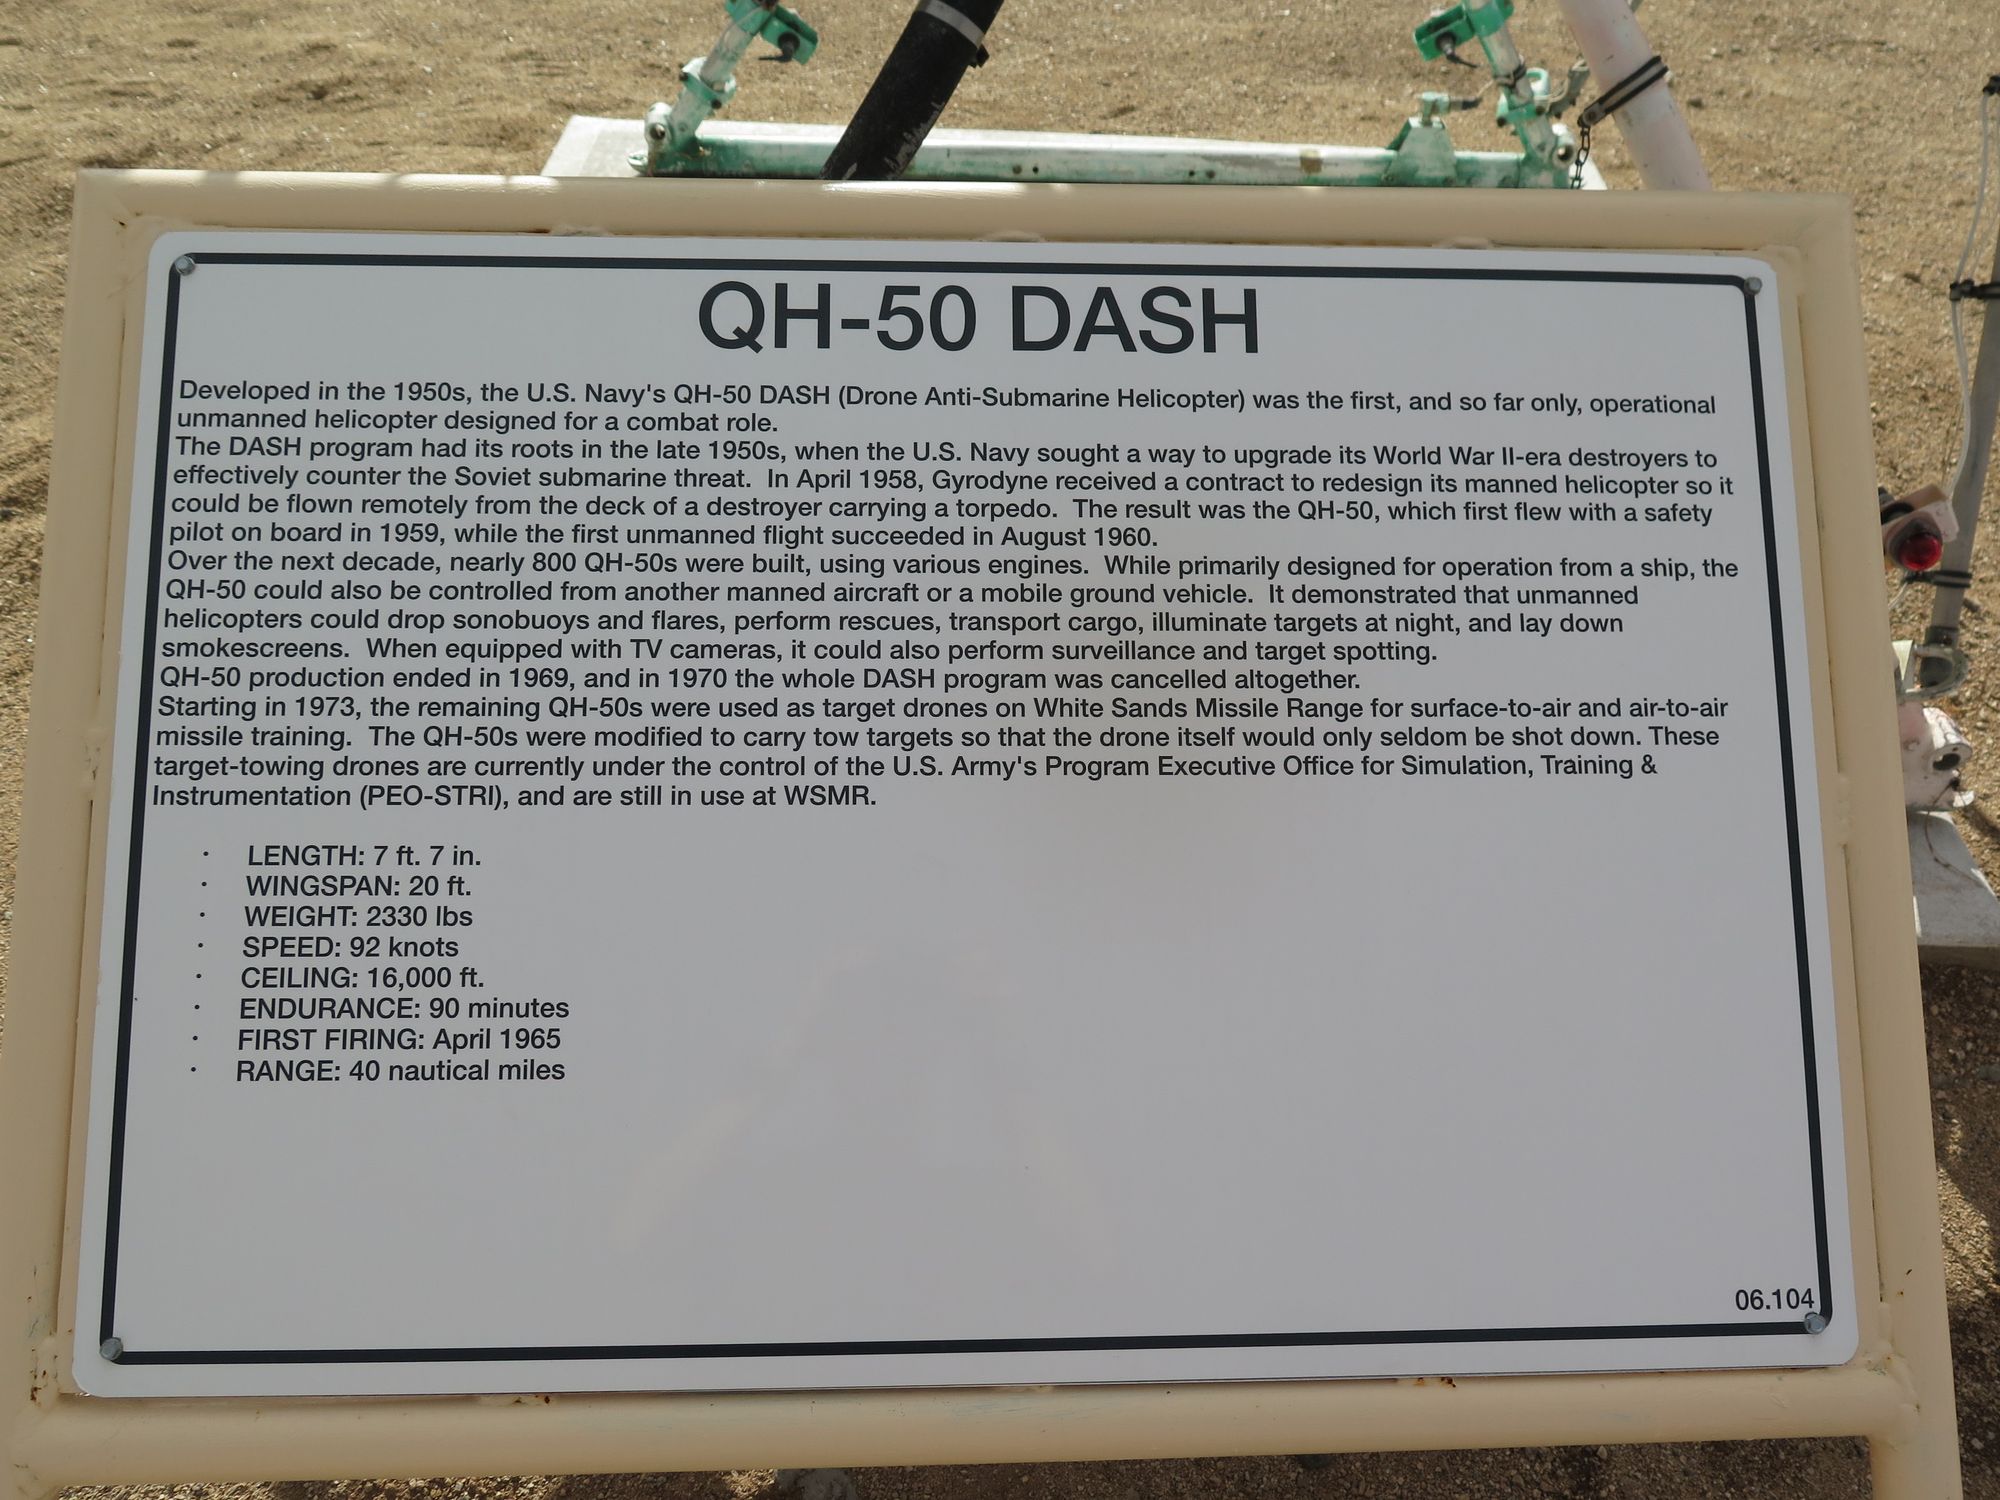 QH-50 DASH
Developed in the 1950s, the U.S. Navy's QH-50 DASH (Drone Anti-Submarine Helicopter) was the first, and so far only, operational
unmanned helicopter designed for a combat role.
The DASH program had its roots in the late 1950s, when the U.S. Navy sought a way to upgrade its World War II-era destroyers to
effectively counter the Soviet submarine threat.  In April 1958, Gyrodyne received a contract to redesign its manned helicopter so it
could be flown remotely from the deck of a destroyer carrying a torpedo.  The result was the QH-50, which first flew with a safety
pilot on board in 1959, while the first unmanned flight succeeded in August 1960.
Over the next decade, nearly 800 QH-50s were built, using various engines.  While primarily designed for operation from a ship, the
QH-50 could also be controlled from another manned aircraft or a mobile ground vehicle.  It demonstrated that unmanned
helicopters could drop sonobuoys and flares, perform rescues, transport cargo, illuminate targets at night, and lay down
smokescreens.  When equipped with TV cameras, it could also perform surveillance and target spotting.
QH-50 production ended in 1969, and in 1970 the whole DASH program was cancelled altogether.
Starting in 1973, the remaining QH-50s were used as target drones on White Sands Missile Range for surface-to-air and air-to-air
missile training.  The QH-50s were modified to carry tow targets so that the drone itself would only seldom be shot down. These
target-towing drones are currently under the control of the U.S. Army's Program Executive Office for Simulation, Training &
Instrumentation (PEO-STRI), and are still in use at WSMR.
· LENGTH: 7 ft. 7 in.
· WINGSPAN: 20 ft.
· WEIGHT: 2330 lbs
· SPEED: 92 knots
· CEILING: 16,000 ft.
· ENDURANCE: 90 minutes
· FIRST FIRING: April 1965
· RANGE: 40 nautical miles
06.104